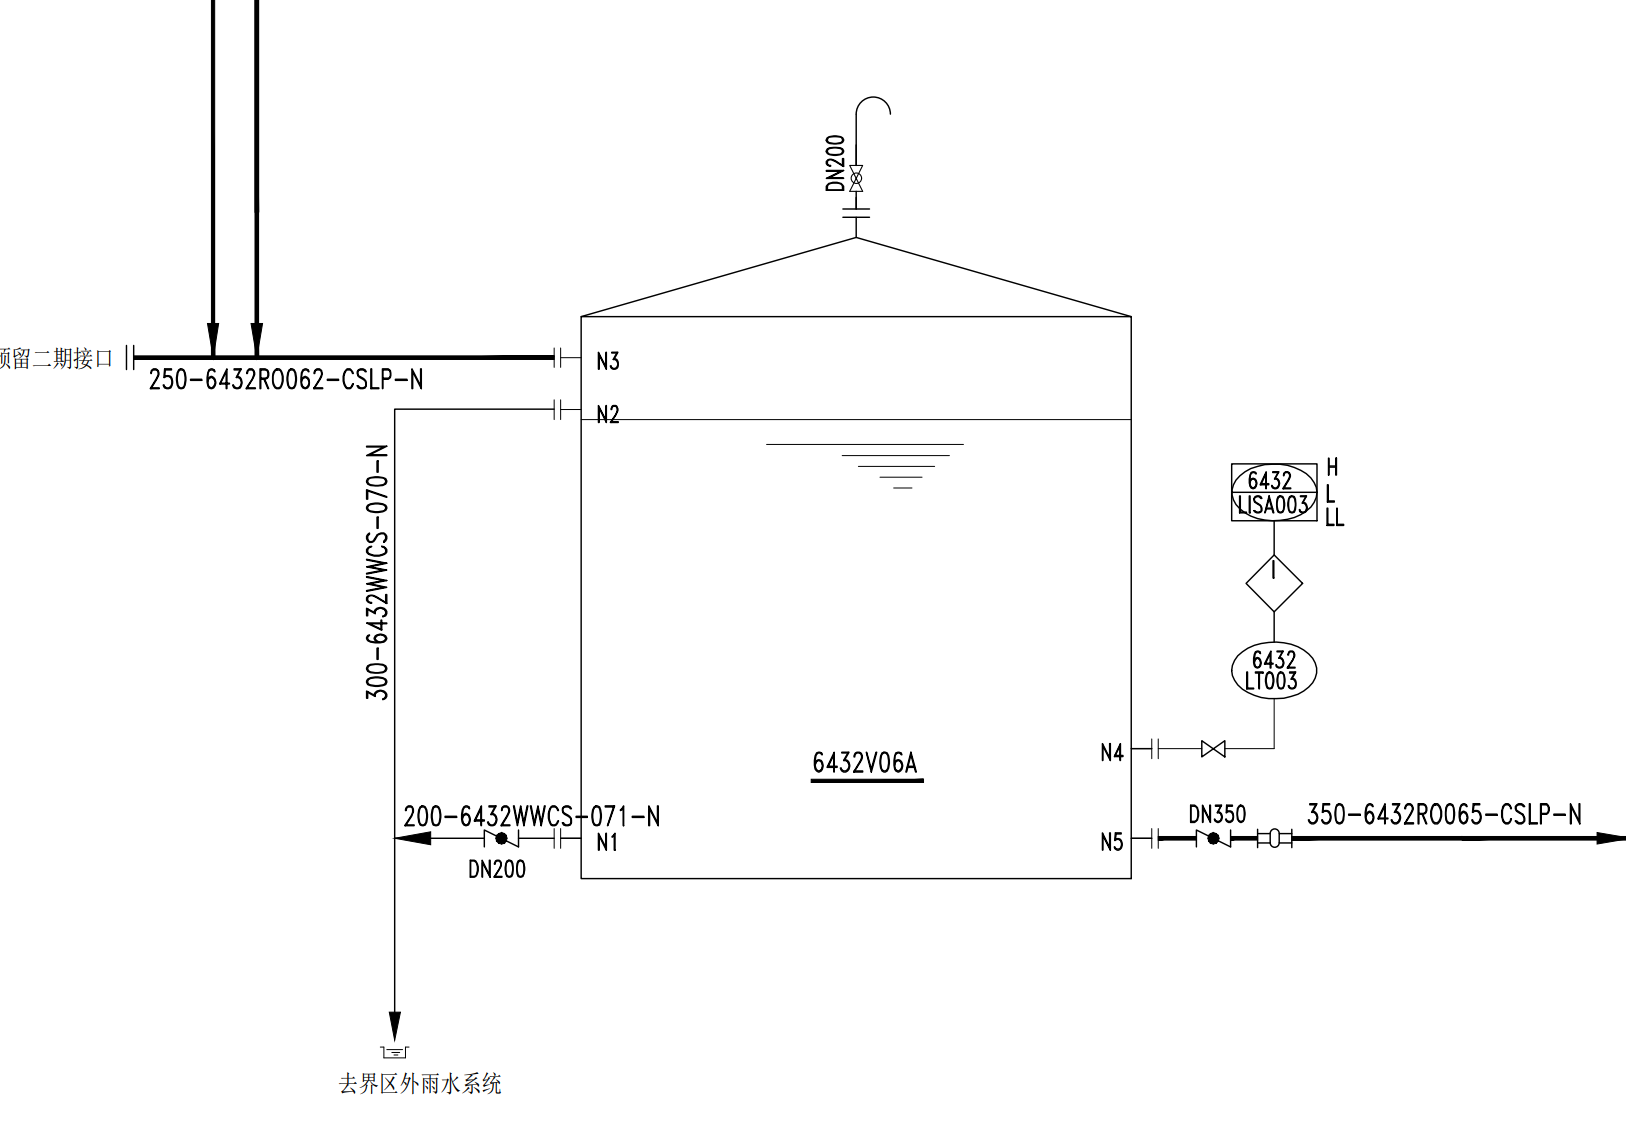 DN200
预留二期接口
250-6432RO062-CSLP-N
N3
N2
300-6432WWCS-070-N
6432
LISA003
H
L
LL
I
6432
LT003
6432V06A
N4
200-6432WWCS-071-N
N1
DN200
N5
DN350
350-6432RO065-CSLP-N
去界区外雨水系统